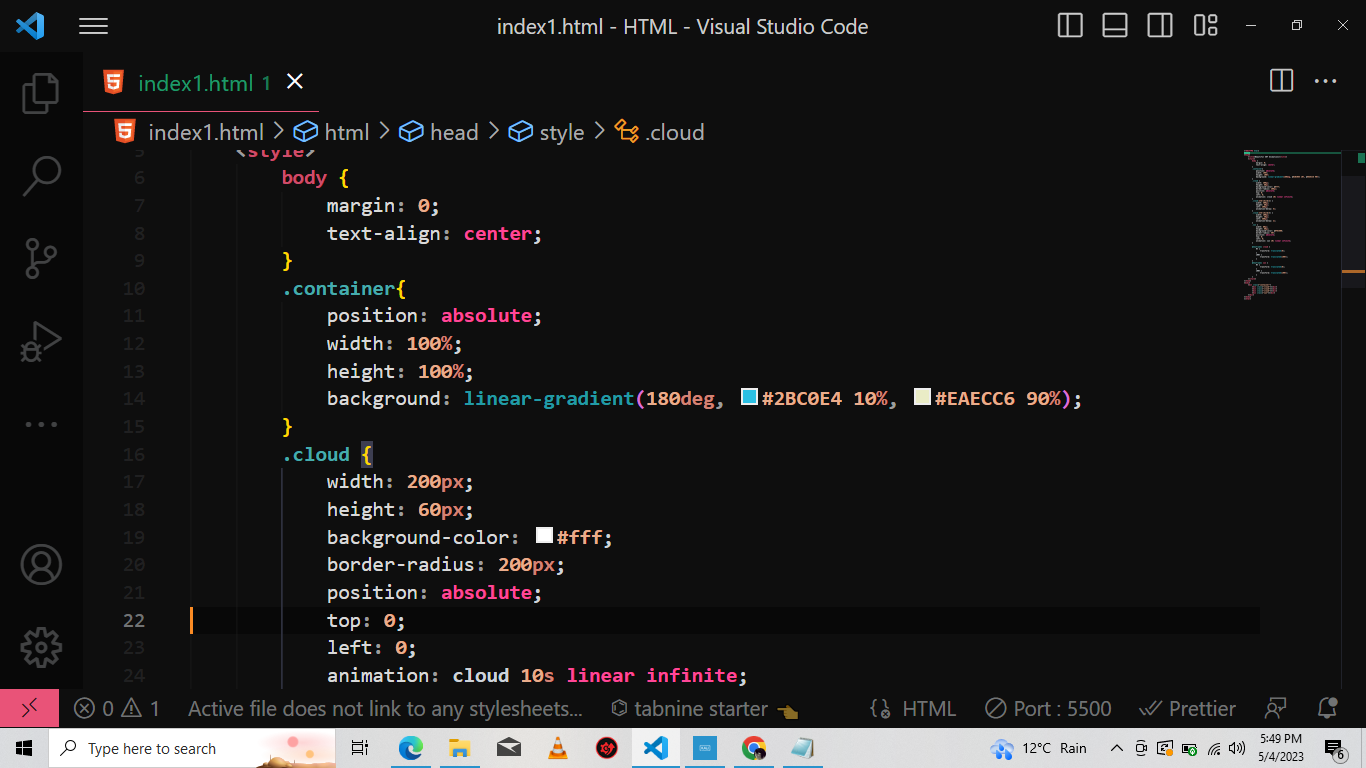 index1.html - HTML - Visual Studio Code
index1.html 1
index1.html > html > head > style > .cloud
5 <style>
6 body {
7 margin: 0;
8 text-align: center;
9 }
10 .container{
11 position: absolute;
12 width: 100%;
13 height: 100%;
14 background: linear-gradient(180deg, #2BC0E4 10%, #EAECC6 90%);
15 }
16 .cloud {
17 width: 200px;
18 height: 60px;
19 background-color: #fff;
20 border-radius: 200px;
21 position: absolute;
22 top: 0;
23 left: 0;
24 animation: cloud 10s linear infinite;
0 1 Active file does not link to any stylesheets... tabnine starter HTML Port : 5500 Prettier
Type here to search 12°C Rain 5:49 PM
5/4/2023 6